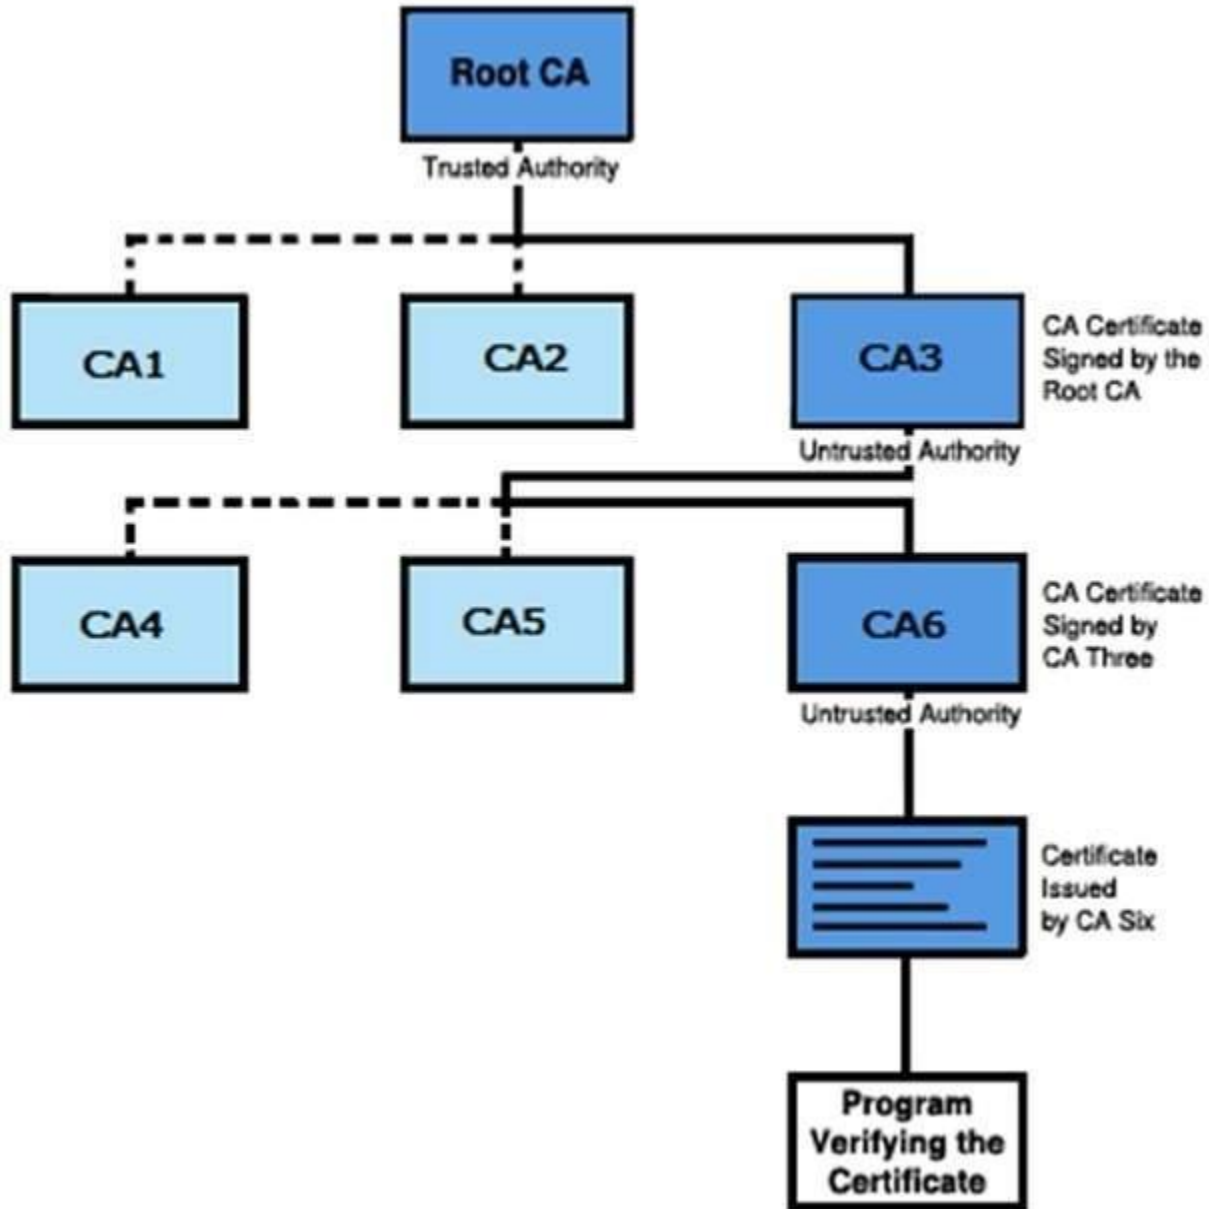 Root CA
Trusted Authority
CA1
CA2
CA3
CA Certificate
Signed by the
Root CA
Untrusted Authority
CA4
CA5
CA6
CA Certificate
Signed by
CA Three
Untrusted Authority
Certificate
Issued
by CA Six
Program
Verifying the
Certificate